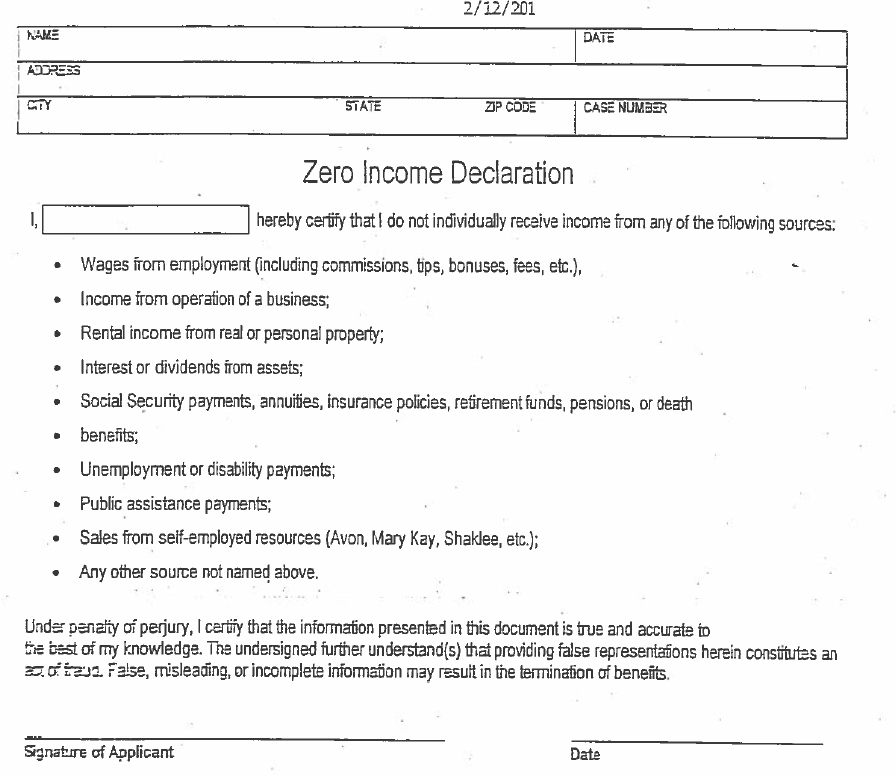 2/12/201
NAME DATE
ADDRESS
CITY STATE ZIP CODE CASE NUMBER
Zero Income Declaration
I, hereby certify that I do not individually receive income from any of the following sources:
• Wages from employment (including commissions, tips, bonuses, fees, etc.),
• Income from operation of a business;
• Rental income from real or personal property;
• Interest or dividends from assets;
• Social Security payments, annuities, insurance policies, retirement funds, pensions, or death
• benefits;
• Unemployment or disability payments;
• Public assistance payments;
• Sales from self-employed resources (Avon, Mary Kay, Shaklee, etc.);
• Any other source not named above.
Under penalty of perjury, I certify that the information presented in this document is true and accurate to
the best of my knowledge. The undersigned further understand(s) that providing false representations herein constitutes an
act of fraud. False, misleading, or incomplete information may result in the termination of benefits.
Signature of Applicant Date